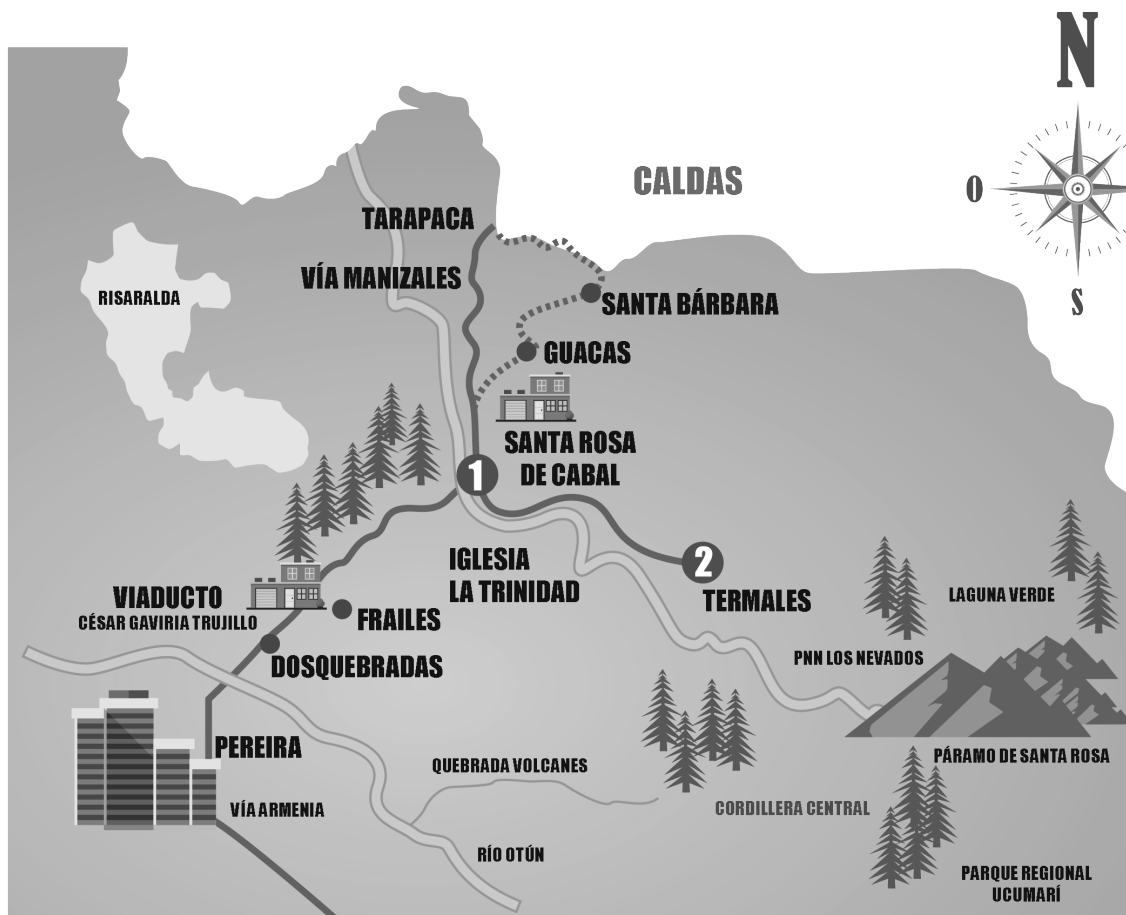 N
CALDAS
O
S
TARAPACA
VÍA MANIZALES
RISARALDA
SANTA BÁRBARA
GUACAS
SANTA ROSA
DE CABAL
1
IGLESIA
LA TRINIDAD
2
TERMALES
VIADUCTO
CÉSAR GAVIRIA TRUJILLO
FRAILES
DOSQUEBRADAS
LAGUNA VERDE
PNN LOS NEVADOS
PEREIRA
PÁRAMO DE SANTA ROSA
QUEBRADA VOLCANES
VÍA ARMENIA
CORDILLERA CENTRAL
RÍO OTÚN
PARQUE REGIONAL
UCUMARÍ